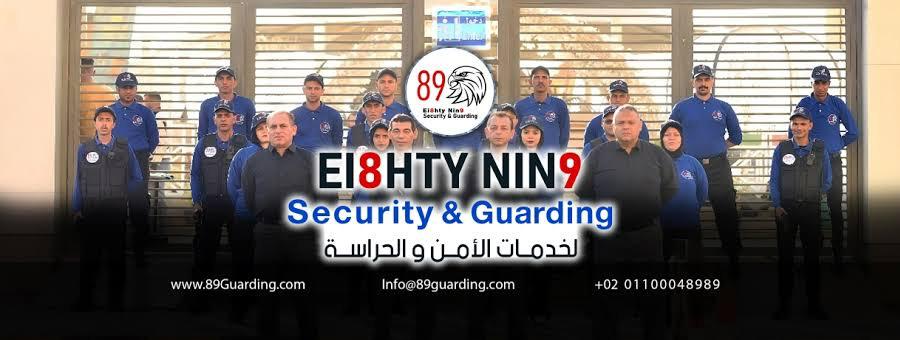 89
Ei8hty Nin9
Security & Guarding
EI8HTY NIN9
Security & Guarding
لخدمات الأمن و الحراسة
www.89Guarding.com Info@89guarding.com +02 01100048989